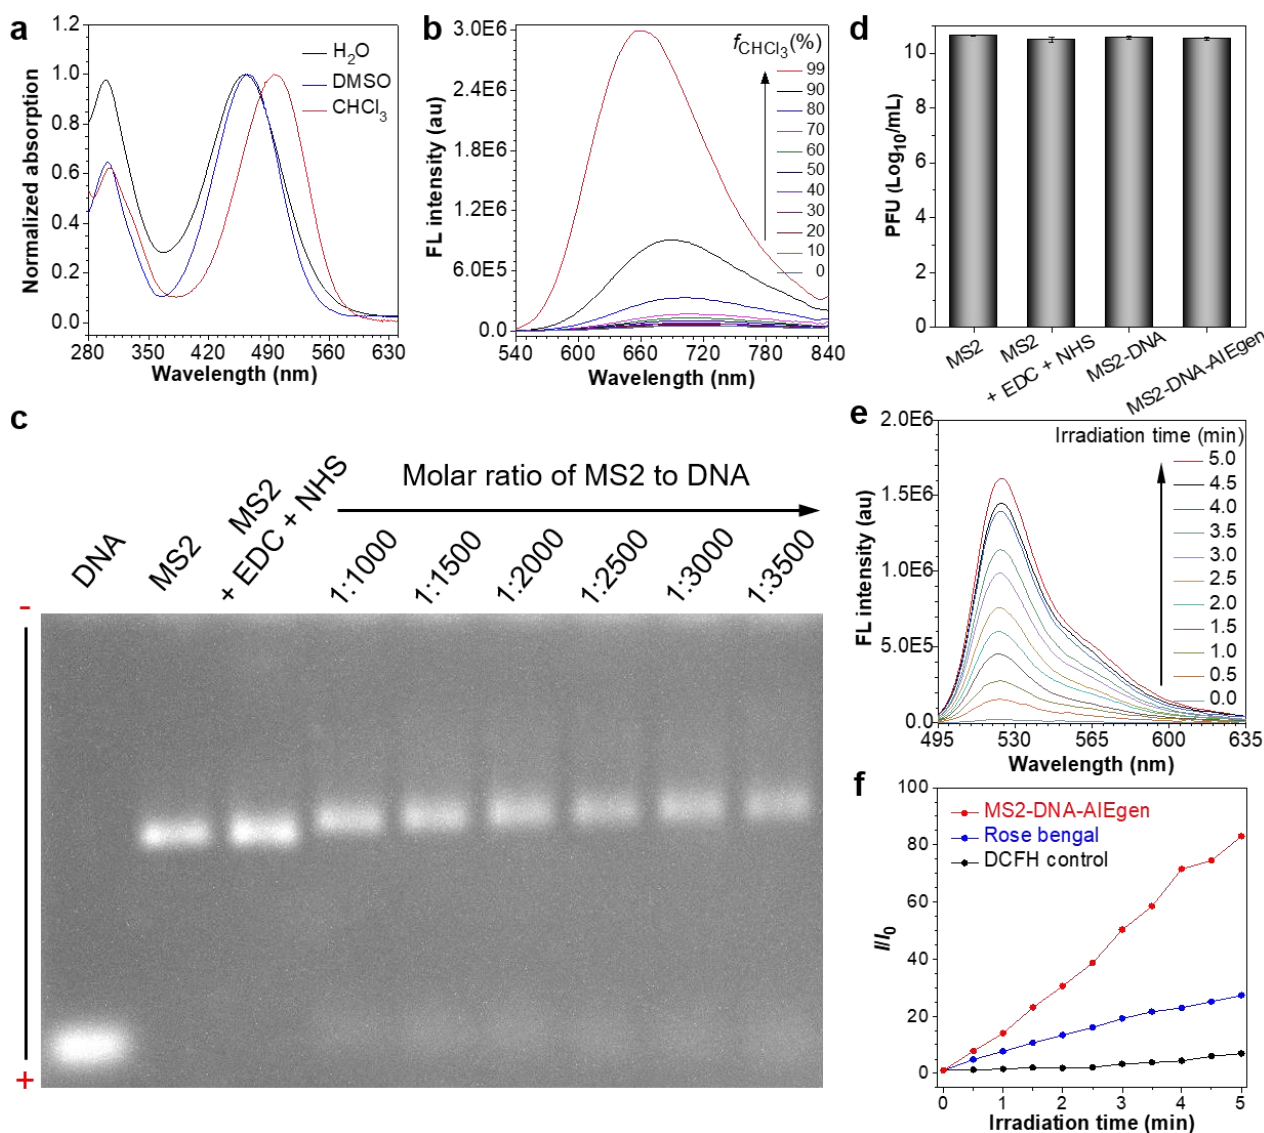 a
1.2
1.0
0.8
0.6
0.4
0.2
0.0
Normalized absorption
H2O
DMSO
CHCl3
280 350 420 490 560 630
Wavelength (nm)
b
3.0E6
2.4E6
1.8E6
1.2E6
6.0E5
0.0
FL intensity (au)
fCHCl3(%)
99
90
80
70
60
50
40
30
20
10
0
540 600 660 720 780 840
Wavelength (nm)
d
10
8
6
4
2
0
PFU (Log10/mL)
MS2
MS2
+ EDC + NHS
MS2-DNA
MS2-DNA-AIEgen
c
Molar ratio of MS2 to DNA
DNA
MS2
MS2
+ EDC + NHS
1:1000
1:1500
1:2000
1:2500
1:3000
1:3500
-
+
e
2.0E6
1.5E6
1.0E6
5.0E5
0.0
FL intensity (au)
Irradiation time (min)
5.0
4.5
4.0
3.5
3.0
2.5
2.0
1.5
1.0
0.5
0.0
495 530 565 600 635
Wavelength (nm)
f
100
80
60
40
20
0
I/I0
MS2-DNA-AIEgen
Rose bengal
DCFH control
0 1 2 3 4 5
Irradiation time (min)